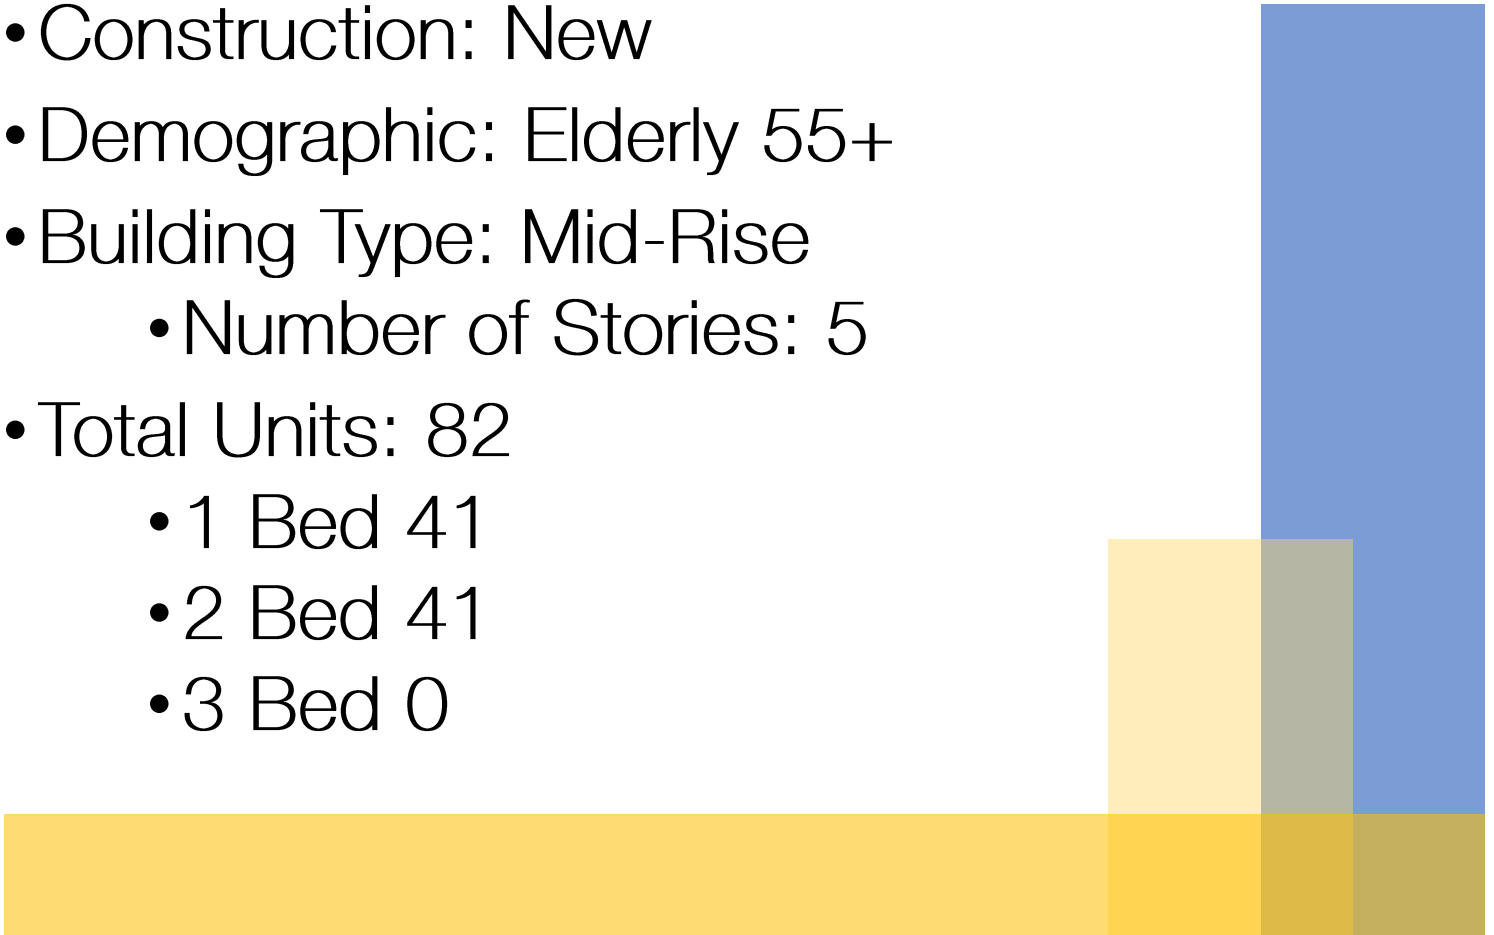 • Construction: New
• Demographic: Elderly 55+
• Building Type: Mid-Rise
• Number of Stories: 5
• Total Units: 82
• 1 Bed 41
• 2 Bed 41
• 3 Bed 0